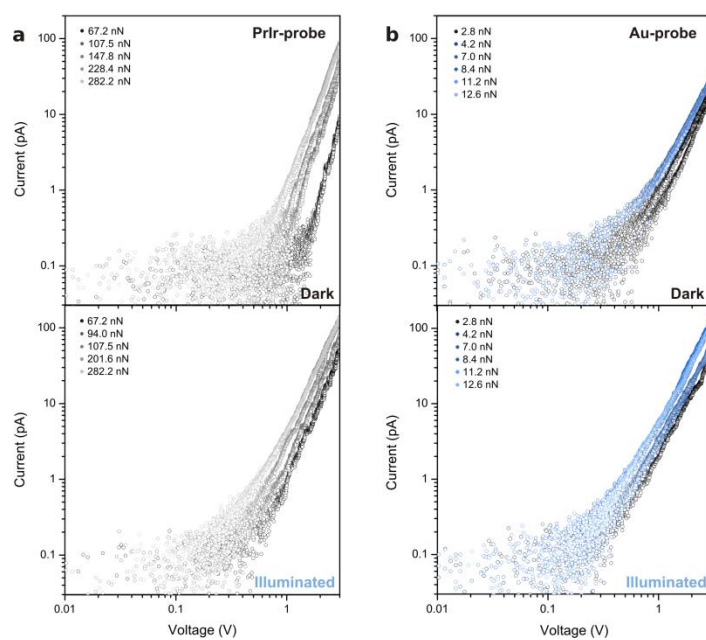 a
PrIr-probe
67.2 nN
107.5 nN
147.8 nN
228.4 nN
282.2 nN
100
10
1
0.1
Current (pA)
Dark
67.2 nN
94.0 nN
107.5 nN
201.6 nN
282.2 nN
100
10
1
0.1
Current (pA)
Illuminated
0.01
0.1
1
Voltage (V)
b
Au-probe
2.8 nN
4.2 nN
7.0 nN
8.4 nN
11.2 nN
12.6 nN
100
10
1
0.1
Current (pA)
Dark
2.8 nN
4.2 nN
7.0 nN
8.4 nN
11.2 nN
12.6 nN
100
10
1
0.1
Current (pA)
Illuminated
0.01
0.1
1
Voltage (V)